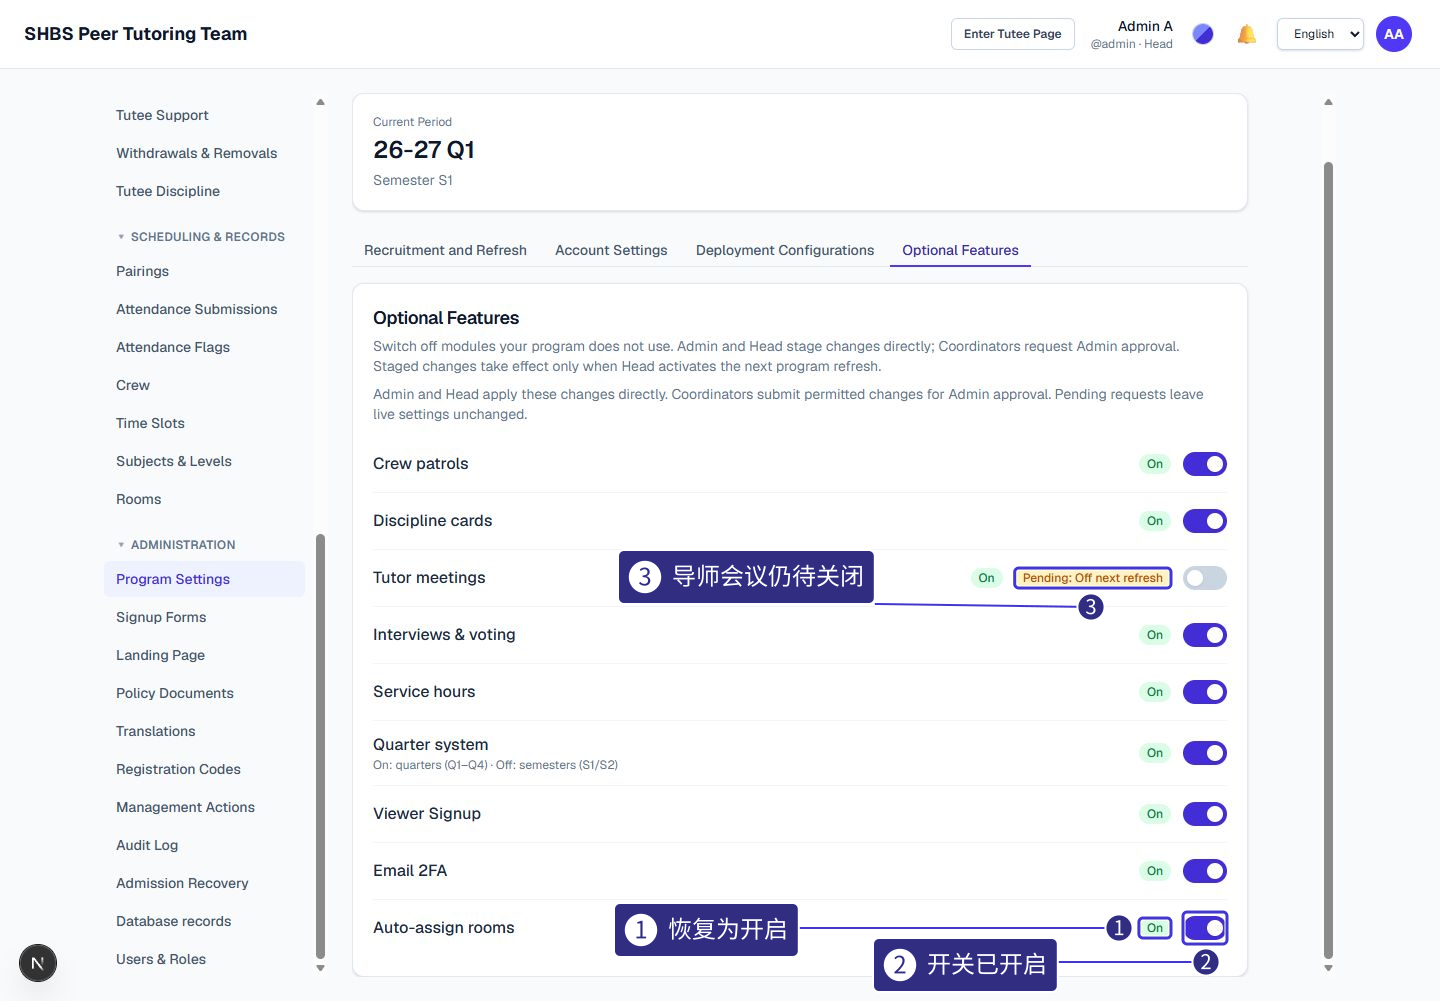 SHBS Peer Tutoring Team
Enter Tutee Page
Admin A
@admin · Head
English
AA
Tutee Support
Withdrawals & Removals
Tutee Discipline
SCHEDULING & RECORDS
Pairings
Attendance Submissions
Attendance Flags
Crew
Time Slots
Subjects & Levels
Rooms
ADMINISTRATION
Program Settings
Signup Forms
Landing Page
Policy Documents
Translations
Registration Codes
Management Actions
Audit Log
Admission Recovery
Database records
Users & Roles
N
Current Period
26-27 Q1
Semester S1
Recruitment and Refresh
Account Settings
Deployment Configurations
Optional Features
Optional Features
Switch off modules your program does not use. Admin and Head stage changes directly; Coordinators request Admin approval.
Staged changes take effect only when Head activates the next program refresh.
Admin and Head apply these changes directly. Coordinators submit permitted changes for Admin approval. Pending requests leave
live settings unchanged.
Crew patrols
On
Discipline cards
On
Tutor meetings
3 导师会议仍待关闭
On
Pending: Off next refresh
3
Interviews & voting
On
Service hours
On
Quarter system
On: quarters (Q1–Q4) · Off: semesters (S1/S2)
On
Viewer Signup
On
Email 2FA
On
Auto-assign rooms
1 恢复为开启
1
On
2 开关已开启
2